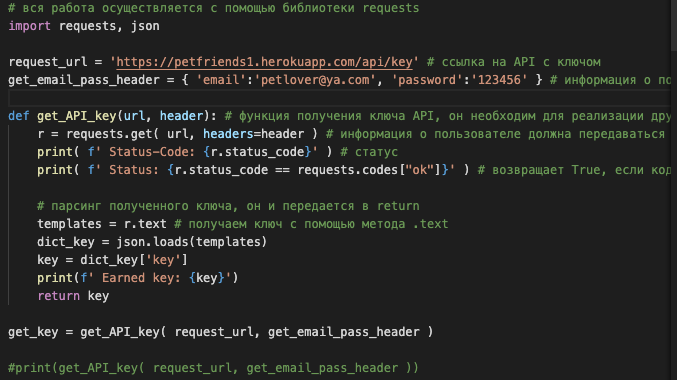 # вся работа осуществляется с помощью библиотеки requests
import requests, json
request_url = 'https://petfriends1.herokuapp.com/api/key' # ссылка на API с ключом
get_email_pass_header = { 'email':'petlover@ya.com', 'password':'123456' } # информация о по
def get_API_key(url, header): # функция получения ключа API, он необходим для реализации дру
r = requests.get( url, headers=header ) # информация о пользователе должна передаваться
print( f' Status-Code: {r.status_code}' ) # статус
print( f' Status: {r.status_code == requests.codes["ok"]}' ) # возвращает True, если код
# парсинг полученного ключа, он и передается в return
templates = r.text # получаем ключ с помощью метода .text
dict_key = json.loads(templates)
key = dict_key['key']
print(f' Earned key: {key}')
return key
get_key = get_API_key( request_url, get_email_pass_header )
#print(get_API_key( request_url, get_email_pass_header ))